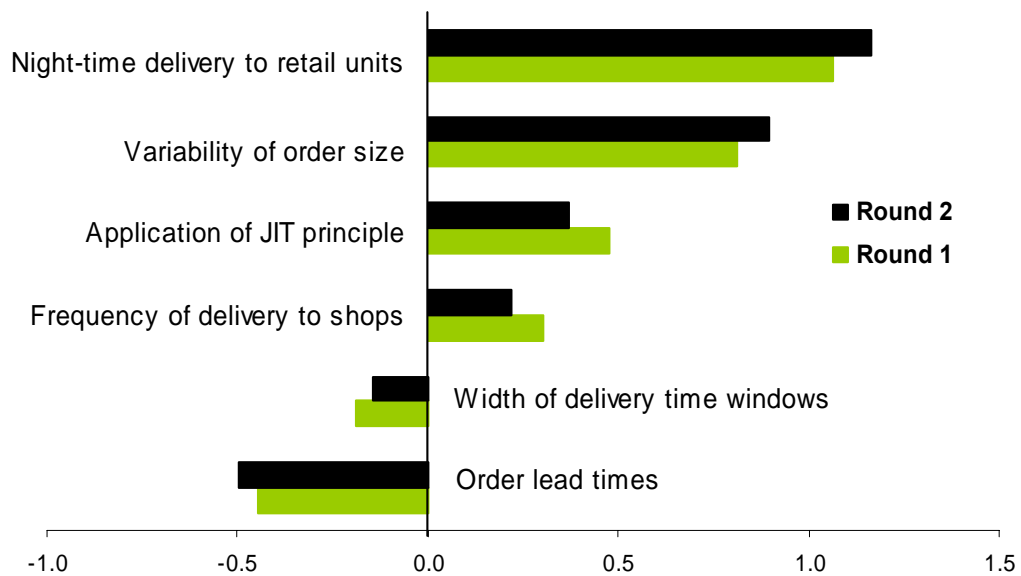 Night-time delivery to retail units
Variability of order size
Application of JIT principle
Frequency of delivery to shops
Width of delivery time windows
Order lead times
Round 2
Round 1
-1.0 -0.5 0.0 0.5 1.0 1.5